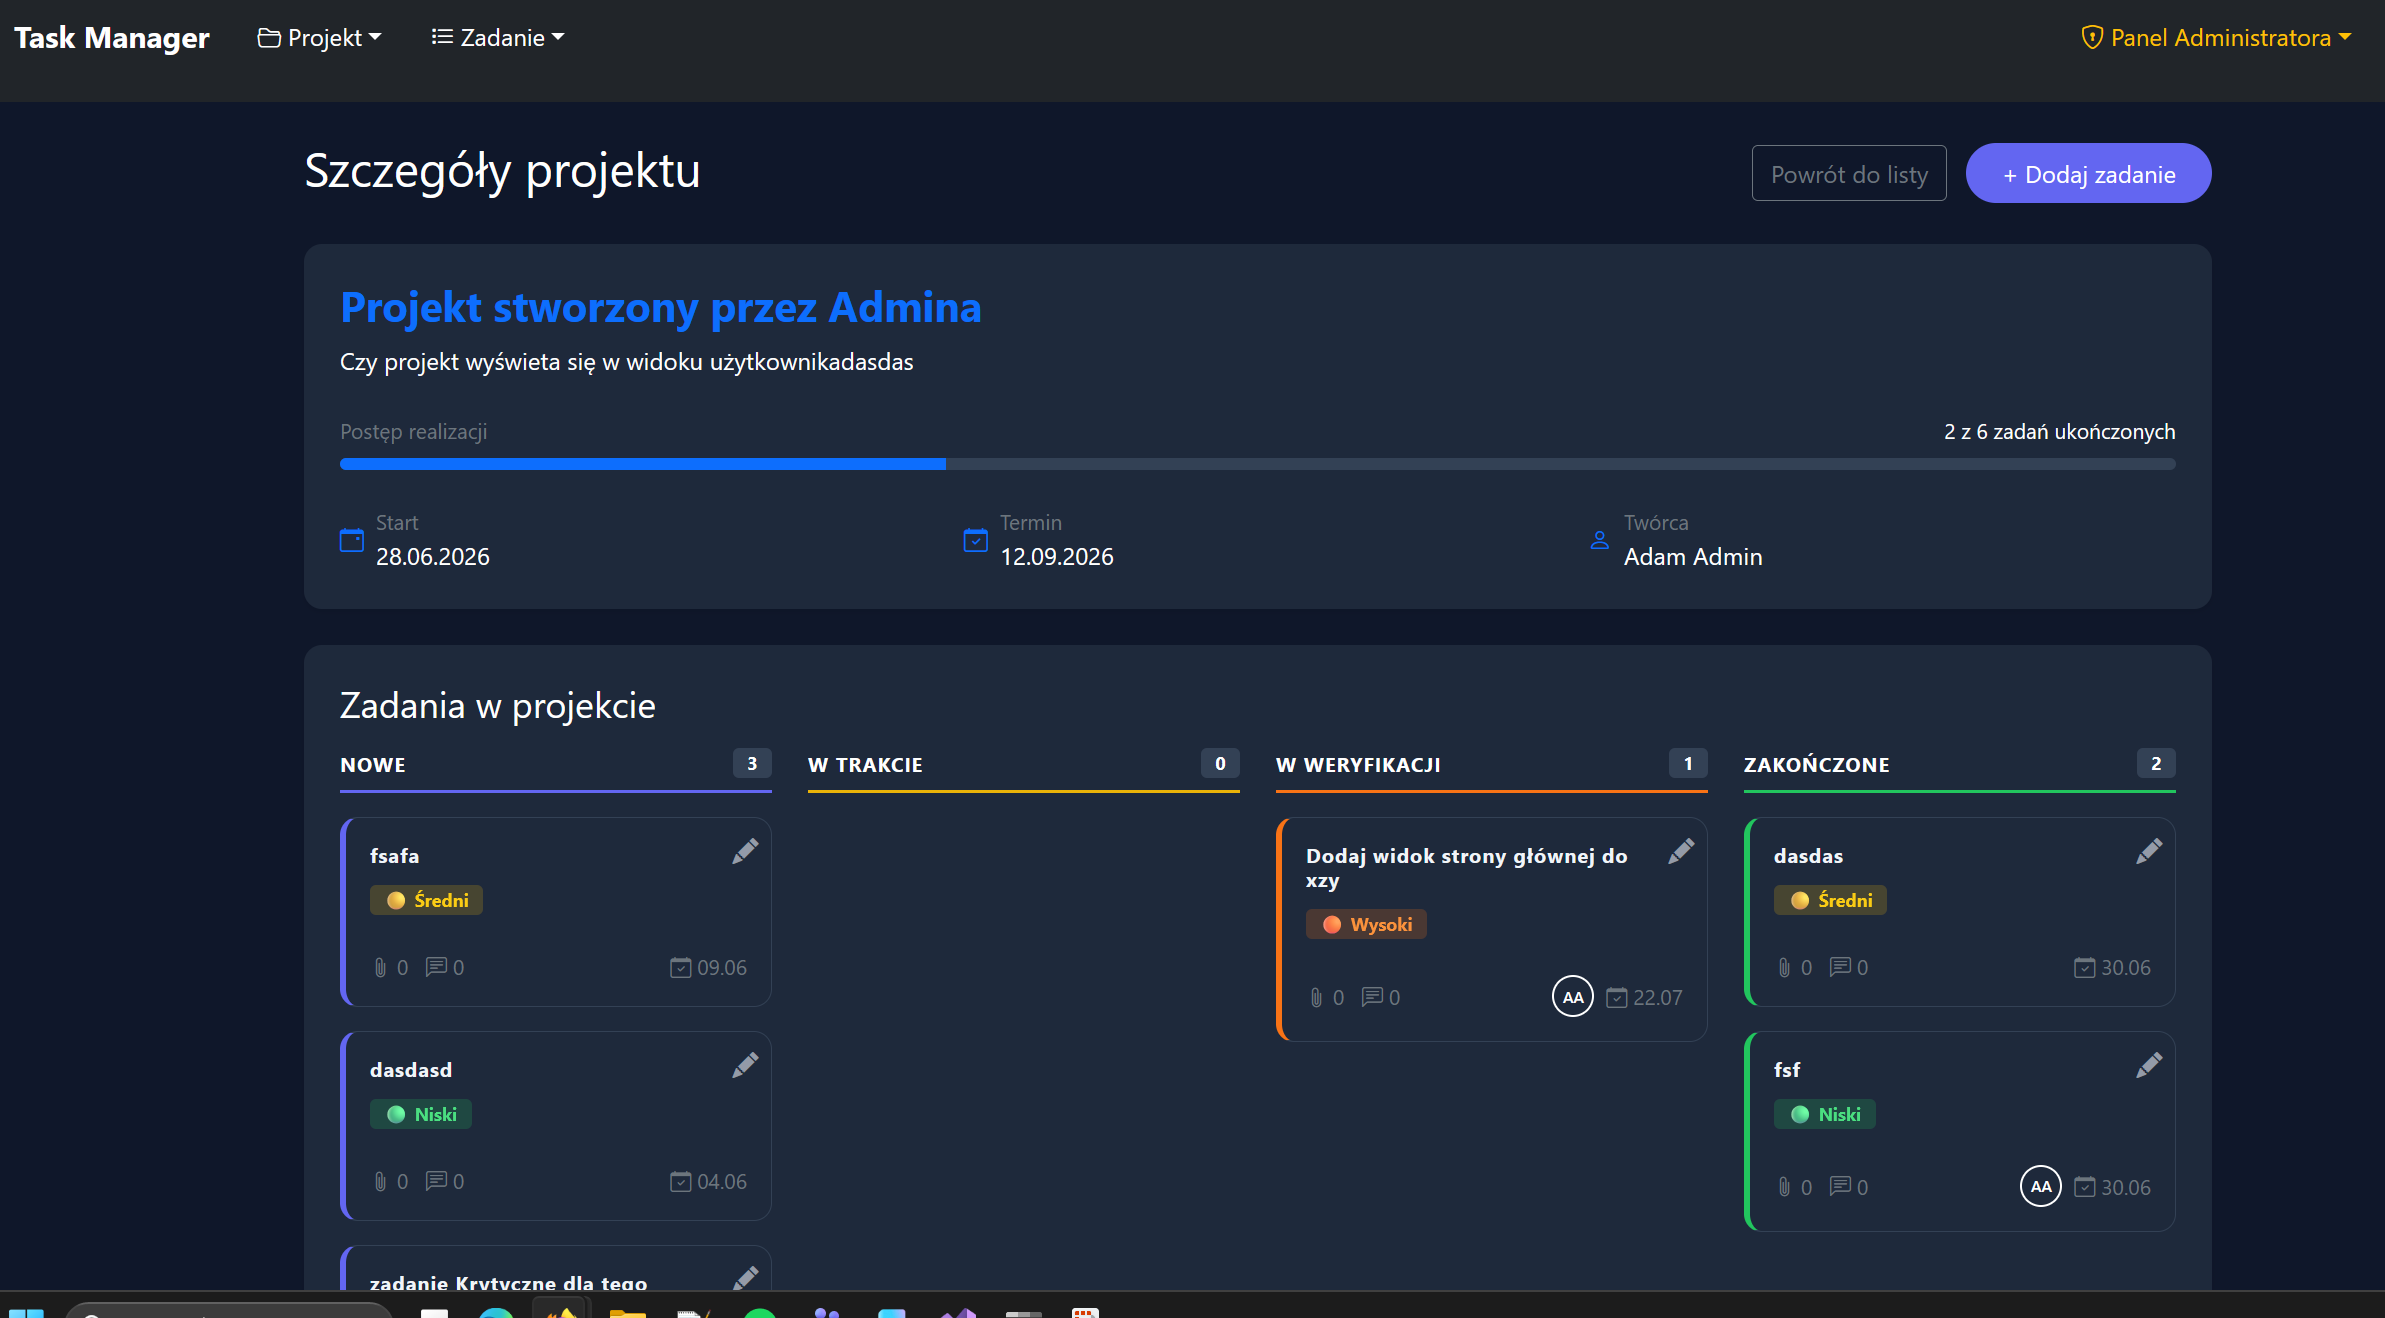 Task Manager Projekt Zadanie Panel Administratora
Szczegóły projektu
Powrót do listy + Dodaj zadanie
Projekt stworzony przez Admina
Czy projekt wyświeta się w widoku użytkownikadasdas
Postęp realizacji 2 z 6 zadań ukończonych
Start
28.06.2026
Termin
12.09.2026
Twórca
Adam Admin
Zadania w projekcie
NOWE 3
fsafa
Średni
0 0 09.06
dasdasd
Niski
0 0 04.06
zadanie Krytyczne dla tego
W TRAKCIE 0
W WERYFIKACJI 1
Dodaj widok strony głównej do
xzy
Wysoki
0 0 AA 22.07
ZAKOŃCZONE 2
dasdas
Średni
0 0 30.06
fsf
Niski
0 0 AA 30.06